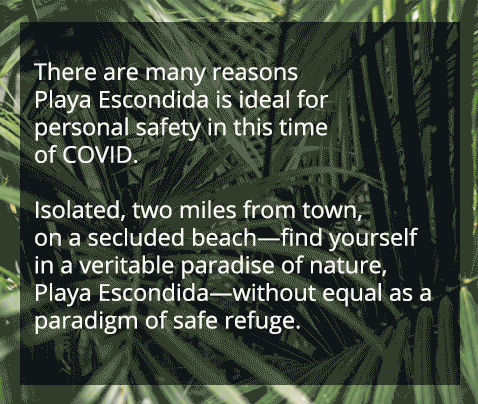 There are many reasons
Playa Escondida is ideal for
personal safety in this time
of COVID.
Isolated, two miles from town,
on a secluded beach—find yourself
in a veritable paradise of nature,
Playa Escondida—without equal as a
paradigm of safe refuge.